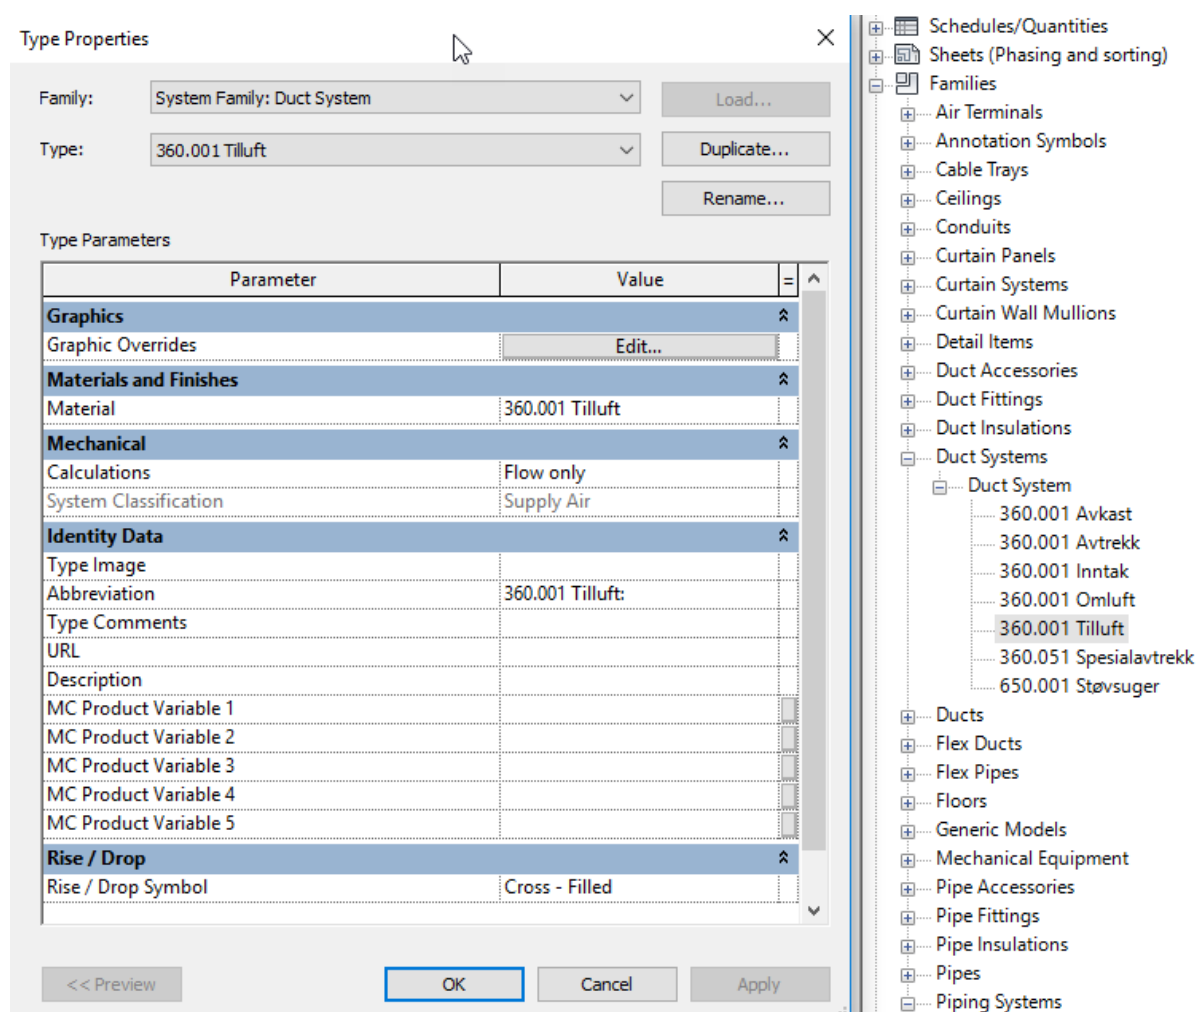 Type Properties
Family: System Family: Duct System Load...
Type: 360.001 Tilluft Duplicate...
Rename...
Type Parameters
Parameter Value =
Graphics
Graphic Overrides Edit...
Materials and Finishes
Material 360.001 Tilluft
Mechanical
Calculations Flow only
System Classification Supply Air
Identity Data
Type Image
Abbreviation 360.001 Tilluft:
Type Comments
URL
Description
MC Product Variable 1
MC Product Variable 2
MC Product Variable 3
MC Product Variable 4
MC Product Variable 5
Rise / Drop
Rise / Drop Symbol Cross - Filled
<< Preview OK Cancel Apply
Schedules/Quantities
Sheets (Phasing and sorting)
Families
Air Terminals
Annotation Symbols
Cable Trays
Ceilings
Conduits
Curtain Panels
Curtain Systems
Curtain Wall Mullions
Detail Items
Duct Accessories
Duct Fittings
Duct Insulations
Duct Systems
Duct System
360.001 Avkast
360.001 Avtrekk
360.001 Inntak
360.001 Omluft
360.001 Tilluft
360.051 Spesialavtrekk
650.001 Støvsuger
Ducts
Flex Ducts
Flex Pipes
Floors
Generic Models
Mechanical Equipment
Pipe Accessories
Pipe Fittings
Pipe Insulations
Pipes
Piping Systems